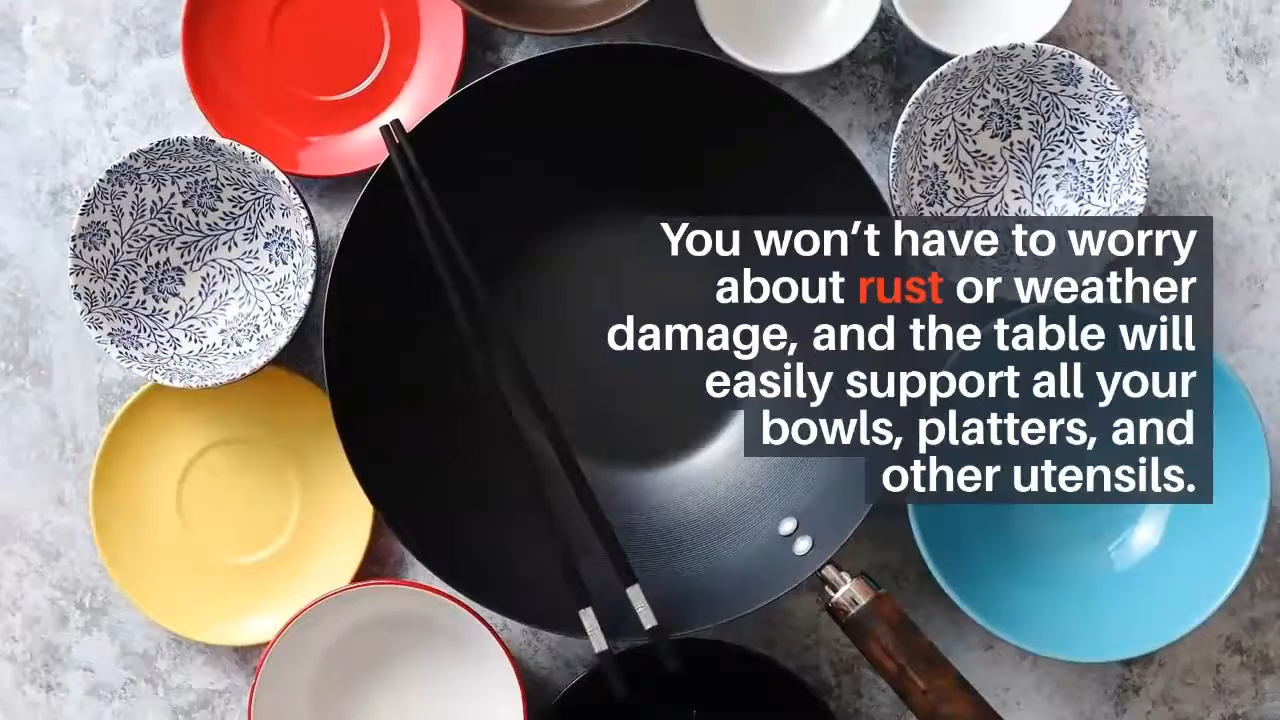 You won’t have to worry
about rust or weather
damage, and the table will
easily support all your
bowls, platters, and
other utensils.